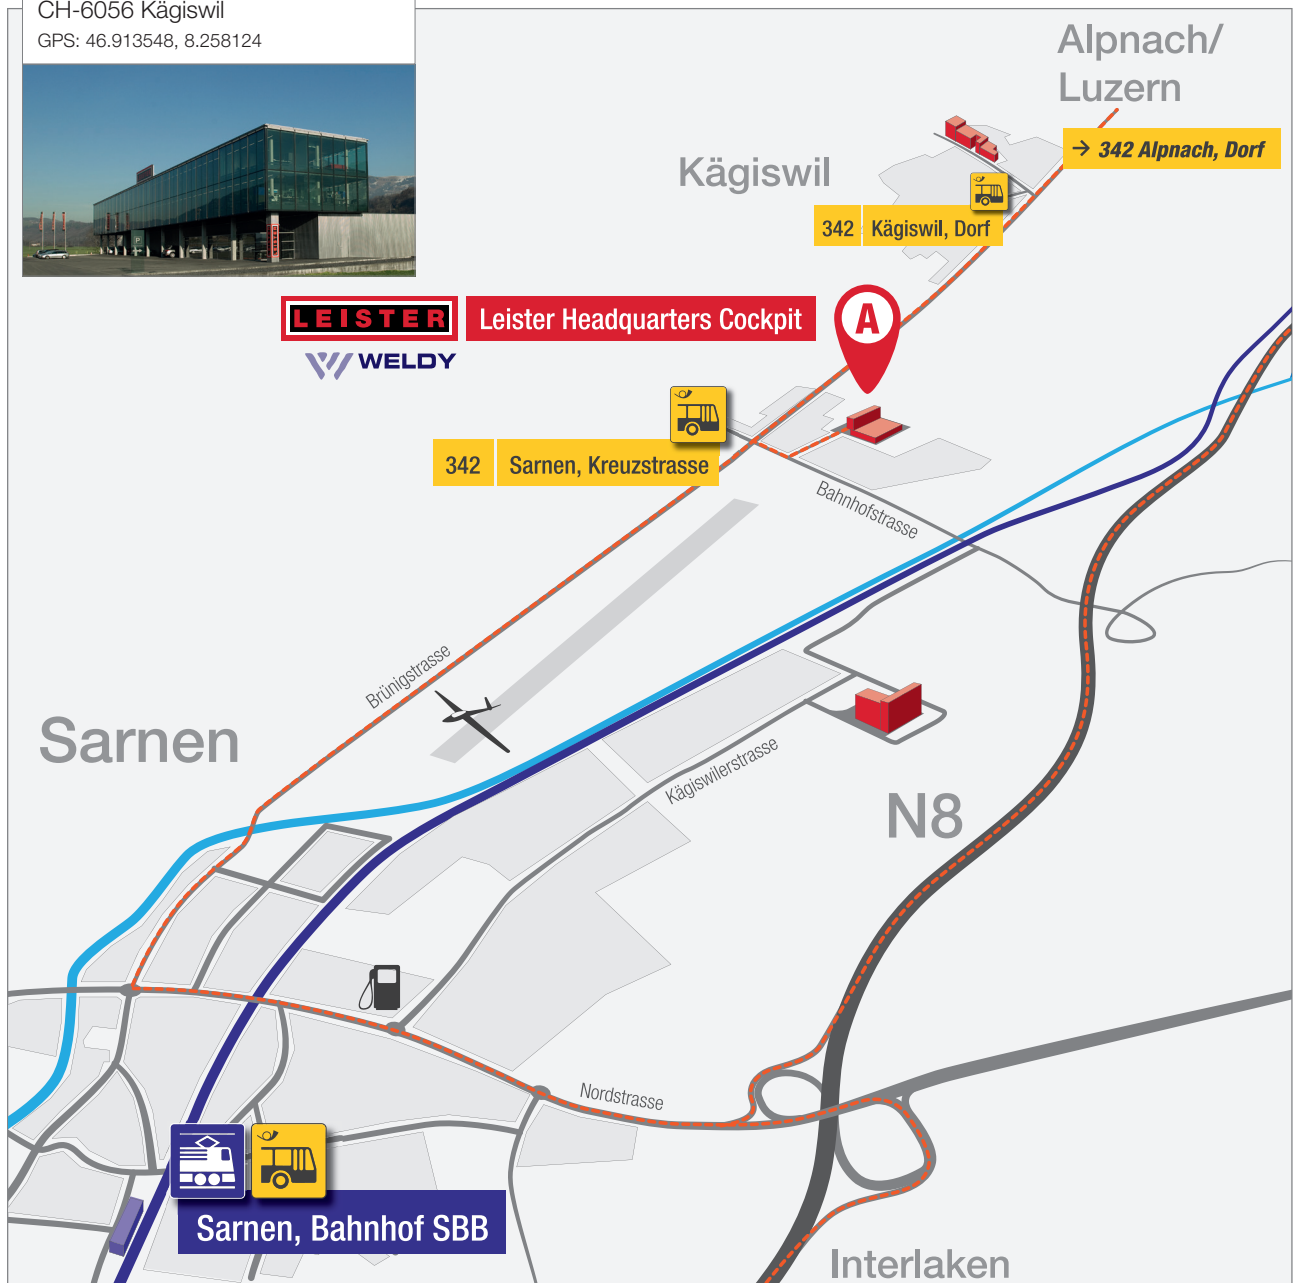 CH-6056 Kägiswil
GPS: 46.913548, 8.258124
Alpnach/
Luzern
→ 342 Alpnach, Dorf
Kägiswil
342 Kägiswil, Dorf
LEISTER
Leister Headquarters Cockpit
A
WELDY
342 Sarnen, Kreuzstrasse
Bahnhofstrasse
Brünigstrasse
Sarnen
Kägiswilerstrasse
N8
Nordstrasse
Sarnen, Bahnhof SBB
Interlaken